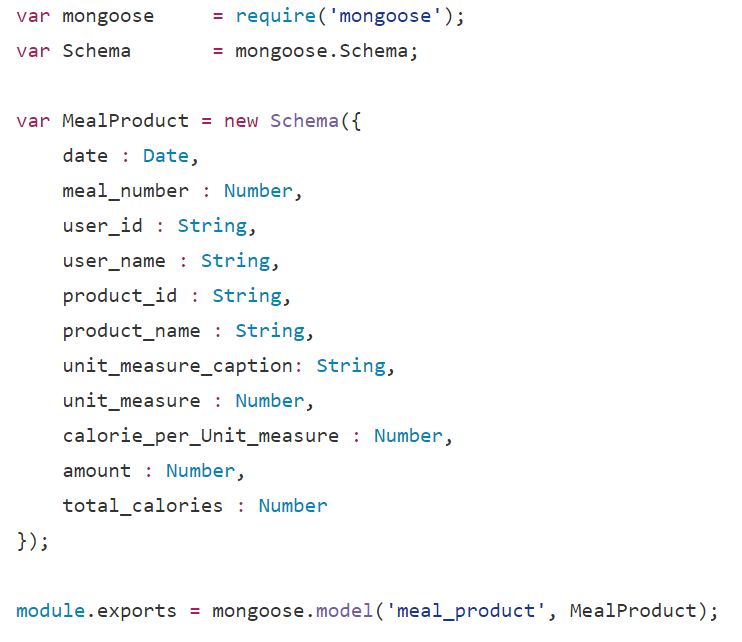 var mongoose     = require('mongoose');
var Schema       = mongoose.Schema;

var MealProduct = new Schema({
    date : Date,
    meal_number : Number,
    user_id : String,
    user_name : String,
    product_id : String,
    product_name : String,
    unit_measure_caption: String,
    unit_measure : Number,
    calorie_per_Unit_measure : Number,
    amount : Number,
    total_calories : Number
});

module.exports = mongoose.model('meal_product', MealProduct);